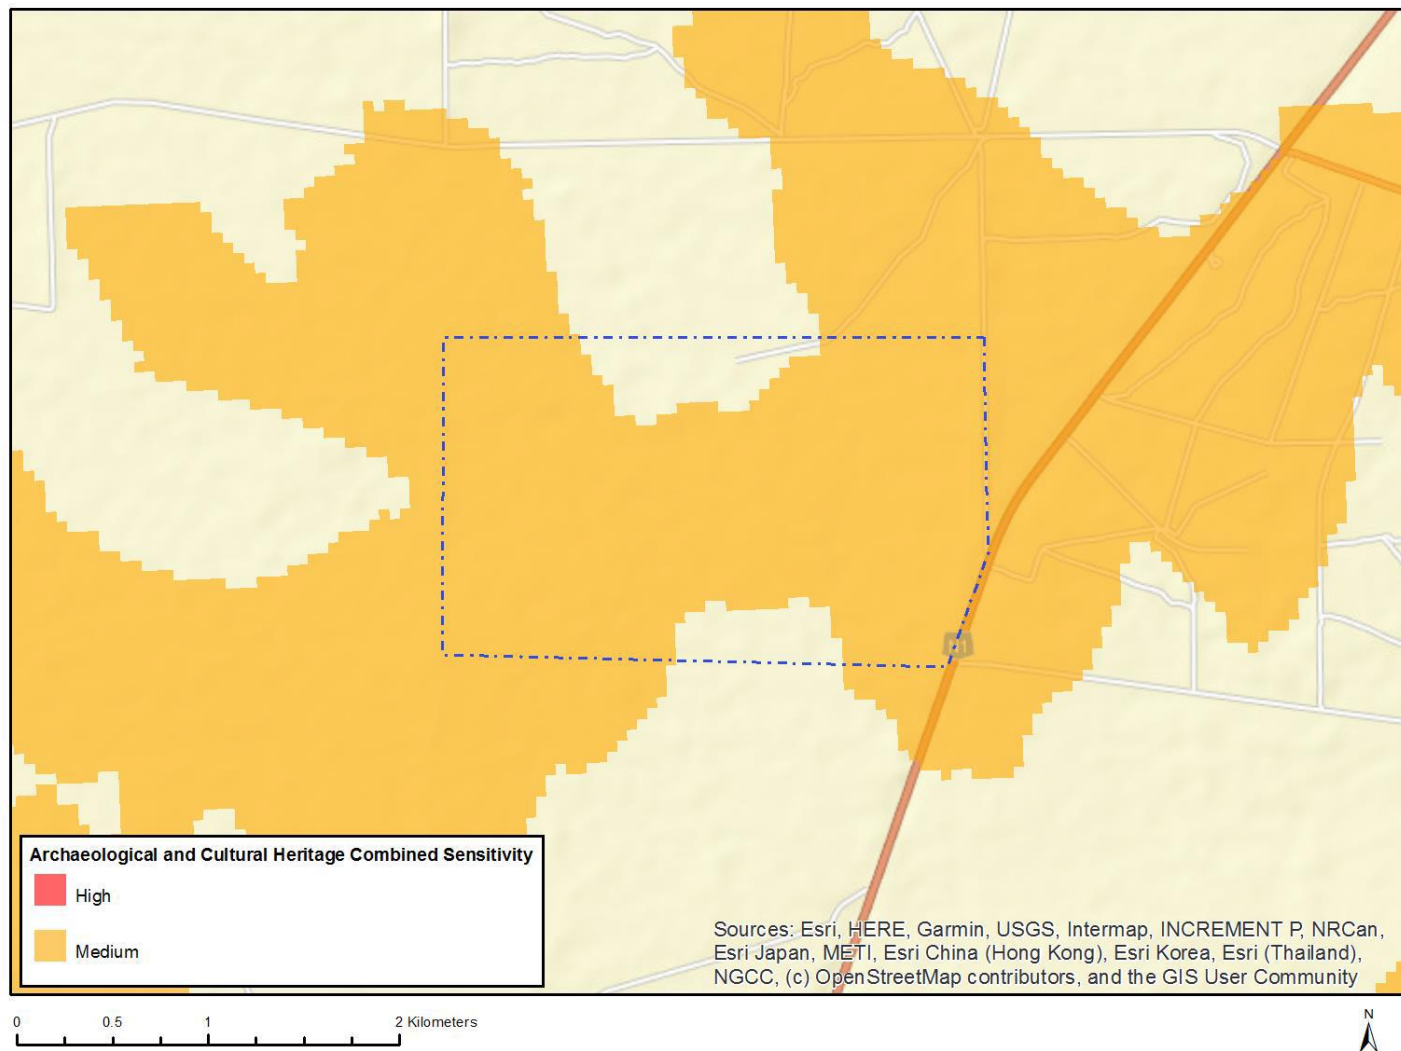 Archaeological and Cultural Heritage Combined Sensitivity
High
Medium
Sources: Esri, HERE, Garmin, USGS, Intermap, INCREMENT P, NRCan,
Esri Japan, METI, Esri China (Hong Kong), Esri Korea, Esri (Thailand),
NGCC, (c) OpenStreetMap contributors, and the GIS User Community
0 0.5 1 2 Kilometers
N